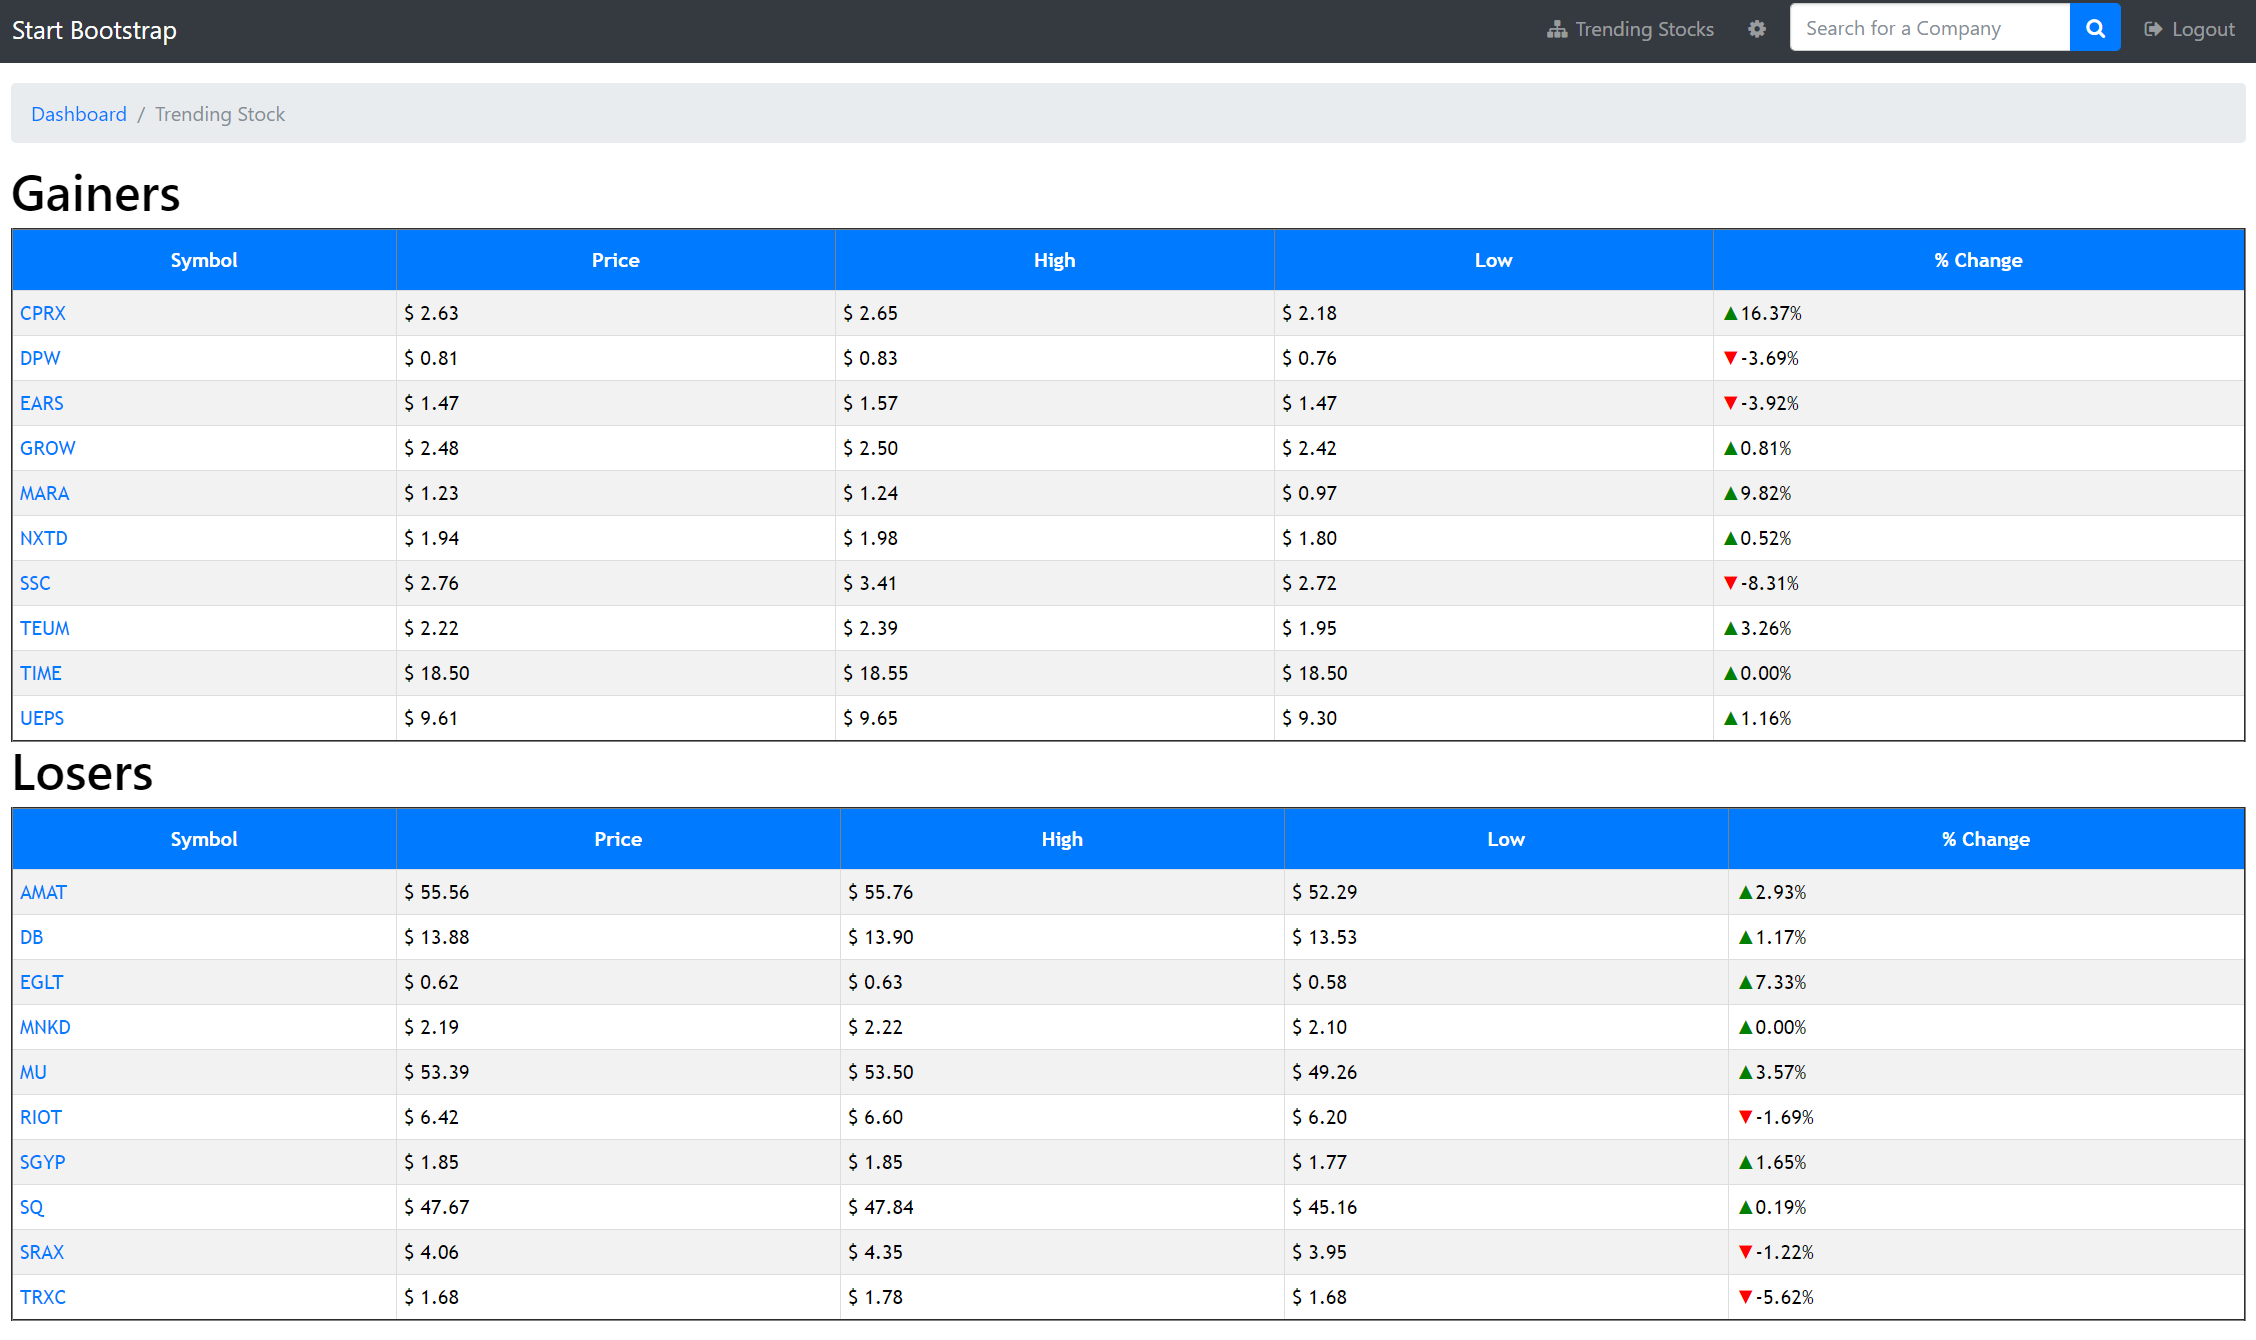 Start Bootstrap Trending Stocks Search for a Company Logout
Dashboard / Trending Stock
Gainers
Symbol Price High Low % Change
CPRX $ 2.63 $ 2.65 $ 2.18 ▲16.37%
DPW $ 0.81 $ 0.83 $ 0.76 ▼-3.69%
EARS $ 1.47 $ 1.57 $ 1.47 ▼-3.92%
GROW $ 2.48 $ 2.50 $ 2.42 ▲0.81%
MARA $ 1.23 $ 1.24 $ 0.97 ▲9.82%
NXTD $ 1.94 $ 1.98 $ 1.80 ▲0.52%
SSC $ 2.76 $ 3.41 $ 2.72 ▼-8.31%
TEUM $ 2.22 $ 2.39 $ 1.95 ▲3.26%
TIME $ 18.50 $ 18.55 $ 18.50 ▲0.00%
UEPS $ 9.61 $ 9.65 $ 9.30 ▲1.16%
Losers
Symbol Price High Low % Change
AMAT $ 55.56 $ 55.76 $ 52.29 ▲2.93%
DB $ 13.88 $ 13.90 $ 13.53 ▲1.17%
EGLT $ 0.62 $ 0.63 $ 0.58 ▲7.33%
MNKD $ 2.19 $ 2.22 $ 2.10 ▲0.00%
MU $ 53.39 $ 53.50 $ 49.26 ▲3.57%
RIOT $ 6.42 $ 6.60 $ 6.20 ▼-1.69%
SGYP $ 1.85 $ 1.85 $ 1.77 ▲1.65%
SQ $ 47.67 $ 47.84 $ 45.16 ▲0.19%
SRAX $ 4.06 $ 4.35 $ 3.95 ▼-1.22%
TRXC $ 1.68 $ 1.78 $ 1.68 ▼-5.62%